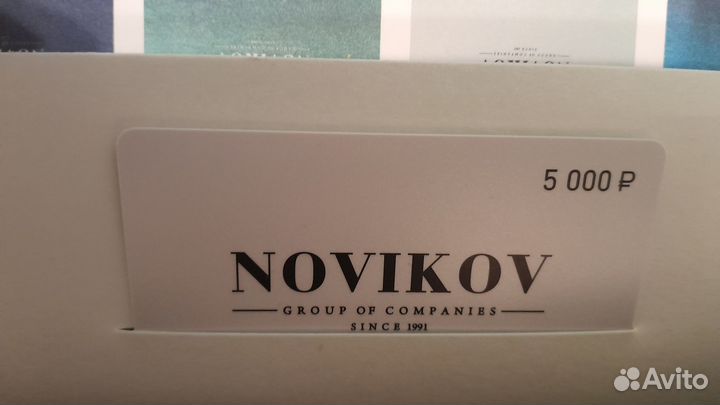 5 000 ₽
NOVIKOV
GROUP OF COMPANIES
SINCE 1991
Avito